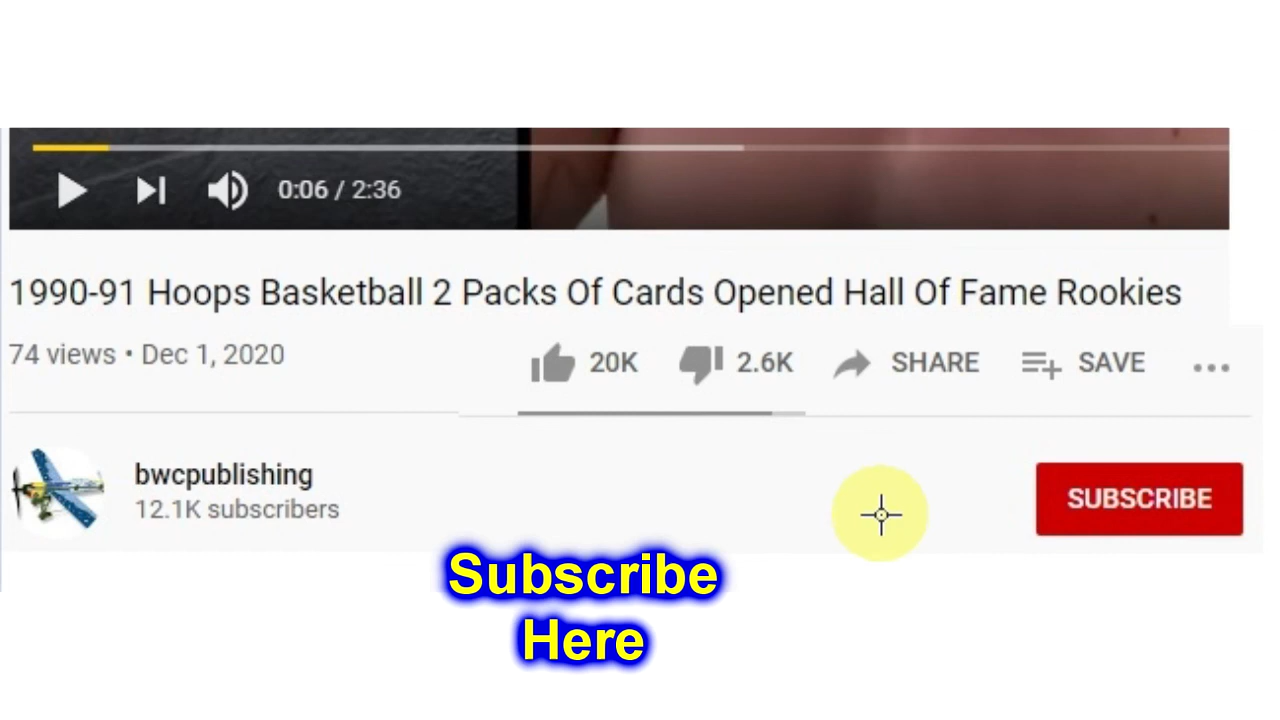 0:06 / 2:36
1990-91 Hoops Basketball 2 Packs Of Cards Opened Hall Of Fame Rookies
74 views • Dec 1, 2020
20K 2.6K SHARE SAVE
bwcpublishing
12.1K subscribers
SUBSCRIBE
Subscribe
Here